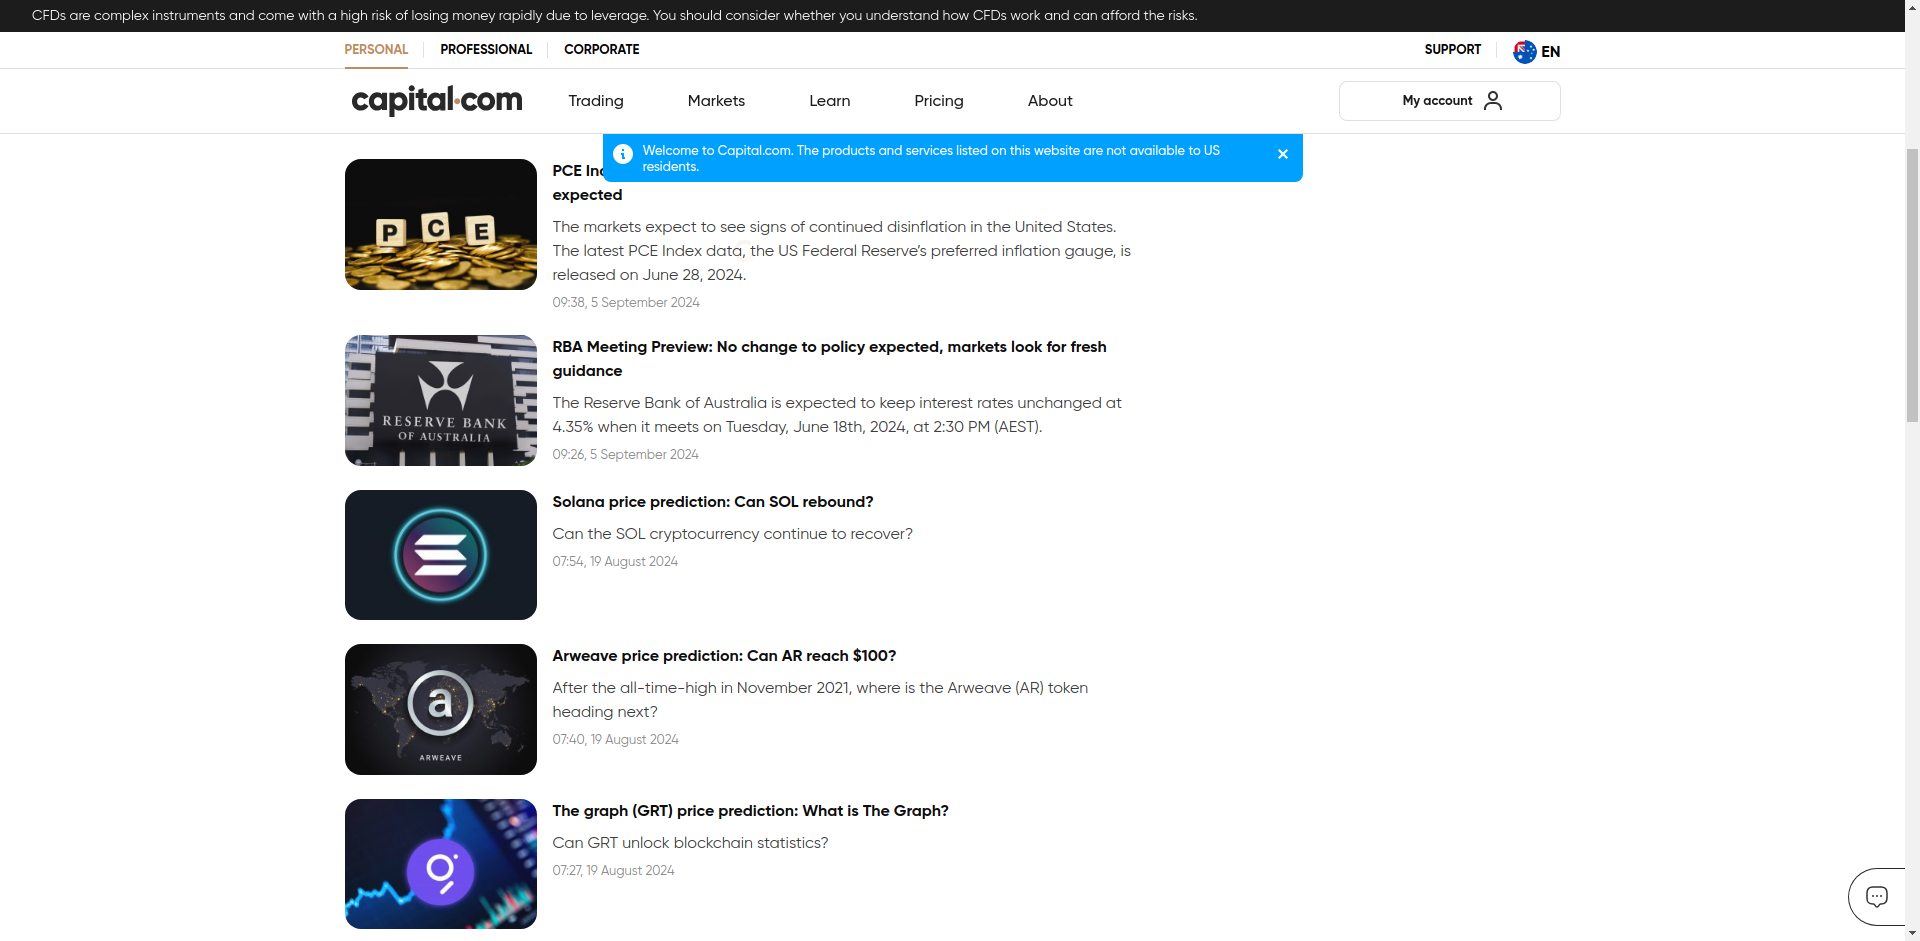 CFDs are complex instruments and come with a high risk of losing money rapidly due to leverage. You should consider whether you understand how CFDs work and can afford the risks.
PERSONAL
PROFESSIONAL
CORPORATE
SUPPORT
EN
capital.com
Trading
Markets
Learn
Pricing
About
My account
Welcome to Capital.com. The products and services listed on this website are not available to US
residents.
P C E
PCE
expected
The markets expect to see signs of continued disinflation in the United States.
The latest PCE Index data, the US Federal Reserve’s preferred inflation gauge, is
released on June 28, 2024.
09:38, 5 September 2024
RESERVE BANK
OF AUSTRALIA
RBA Meeting Preview: No change to policy expected, markets look for fresh
guidance
The Reserve Bank of Australia is expected to keep interest rates unchanged at
4.35% when it meets on Tuesday, June 18th, 2024, at 2:30 PM (AEST).
09:26, 5 September 2024
Solana price prediction: Can SOL rebound?
Can the SOL cryptocurrency continue to recover?
07:54, 19 August 2024
a
ARWEAVE
Arweave price prediction: Can AR reach $100?
After the all-time-high in November 2021, where is the Arweave (AR) token
heading next?
07:40, 19 August 2024
The graph (GRT) price prediction: What is The Graph?
Can GRT unlock blockchain statistics?
07:27, 19 August 2024